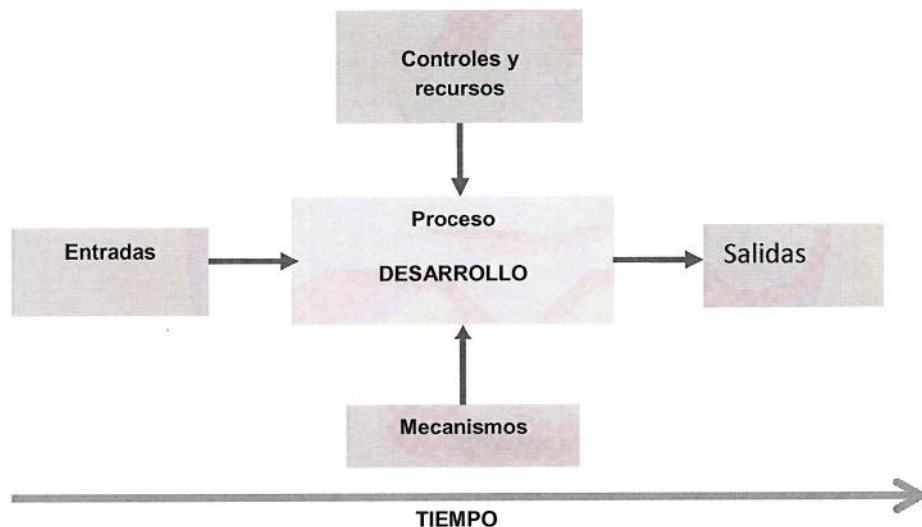 Controles y
recursos
Entradas
Proceso
DESARROLLO
Salidas
Mecanismos
TIEMPO